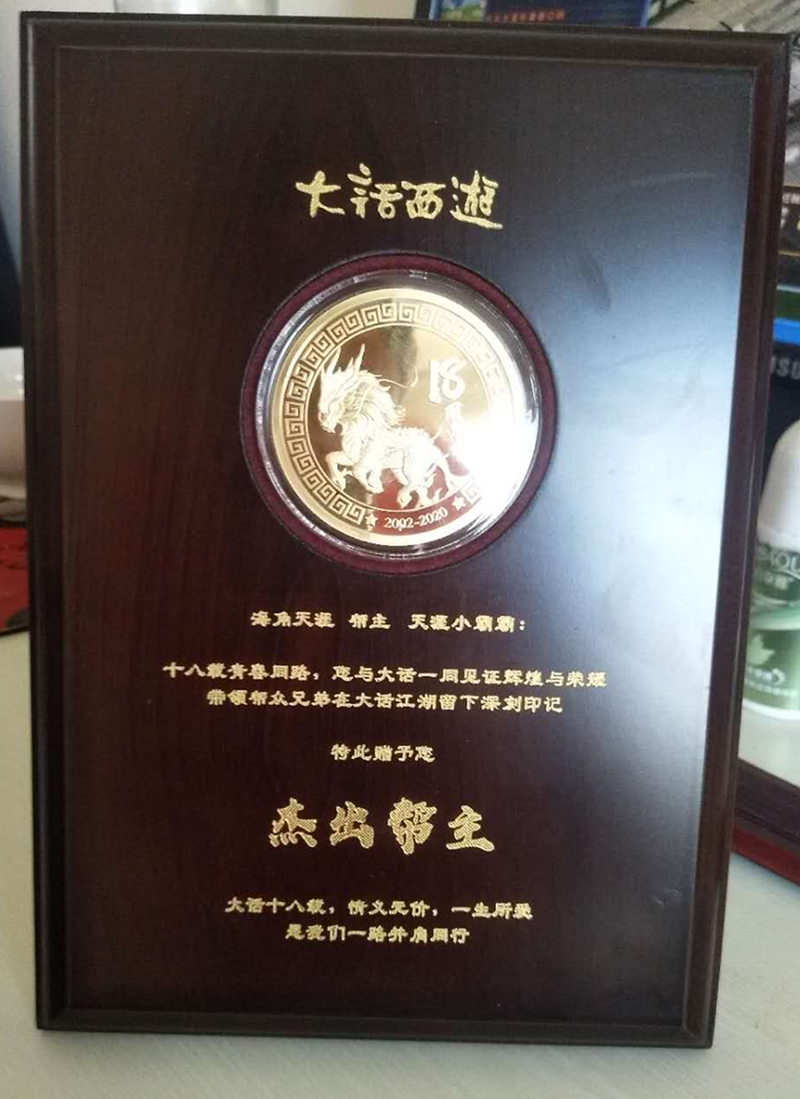 大话西遊
18
2002-2020
海角天涯 帮主 天涯小霸霸：
十八载青春同路，您与大话一同见证辉煌与荣耀
带领帮众兄弟在大话江湖留下深刻印记
特此赠予您
杰出帮主
大话十八载，情义无价，一生所爱
是我们一路并肩同行